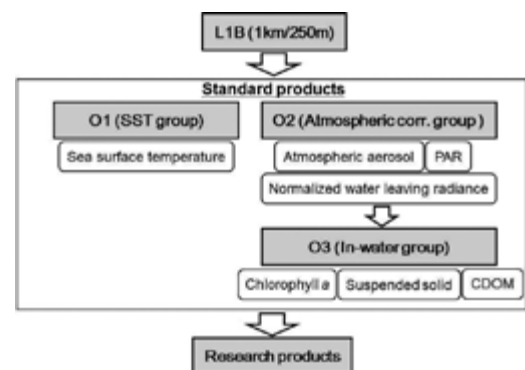 L1B (1km/250m)
Standard products
O1 (SST group)
Sea surface temperature
O2 (Atmospheric corr. group)
Atmospheric aerosol
PAR
Normalized water leaving radiance
O3 (In-water group)
Chlorophyll a
Suspended solid
CDOM
Research products